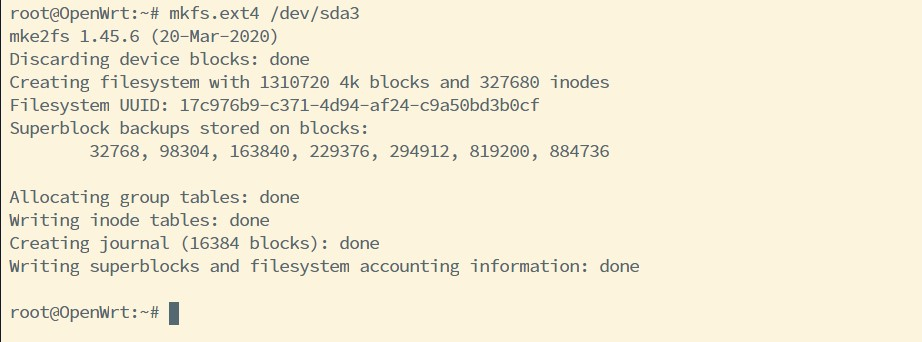 root@OpenWrt:~# mkfs.ext4 /dev/sda3
mke2fs 1.45.6 (20-Mar-2020)
Discarding device blocks: done
Creating filesystem with 1310720 4k blocks and 327680 inodes
Filesystem UUID: 17c976b9-c371-4d94-af24-c9a50bd3b0cf
Superblock backups stored on blocks:
        32768, 98304, 163840, 229376, 294912, 819200, 884736

Allocating group tables: done
Writing inode tables: done
Creating journal (16384 blocks): done
Writing superblocks and filesystem accounting information: done

root@OpenWrt:~#